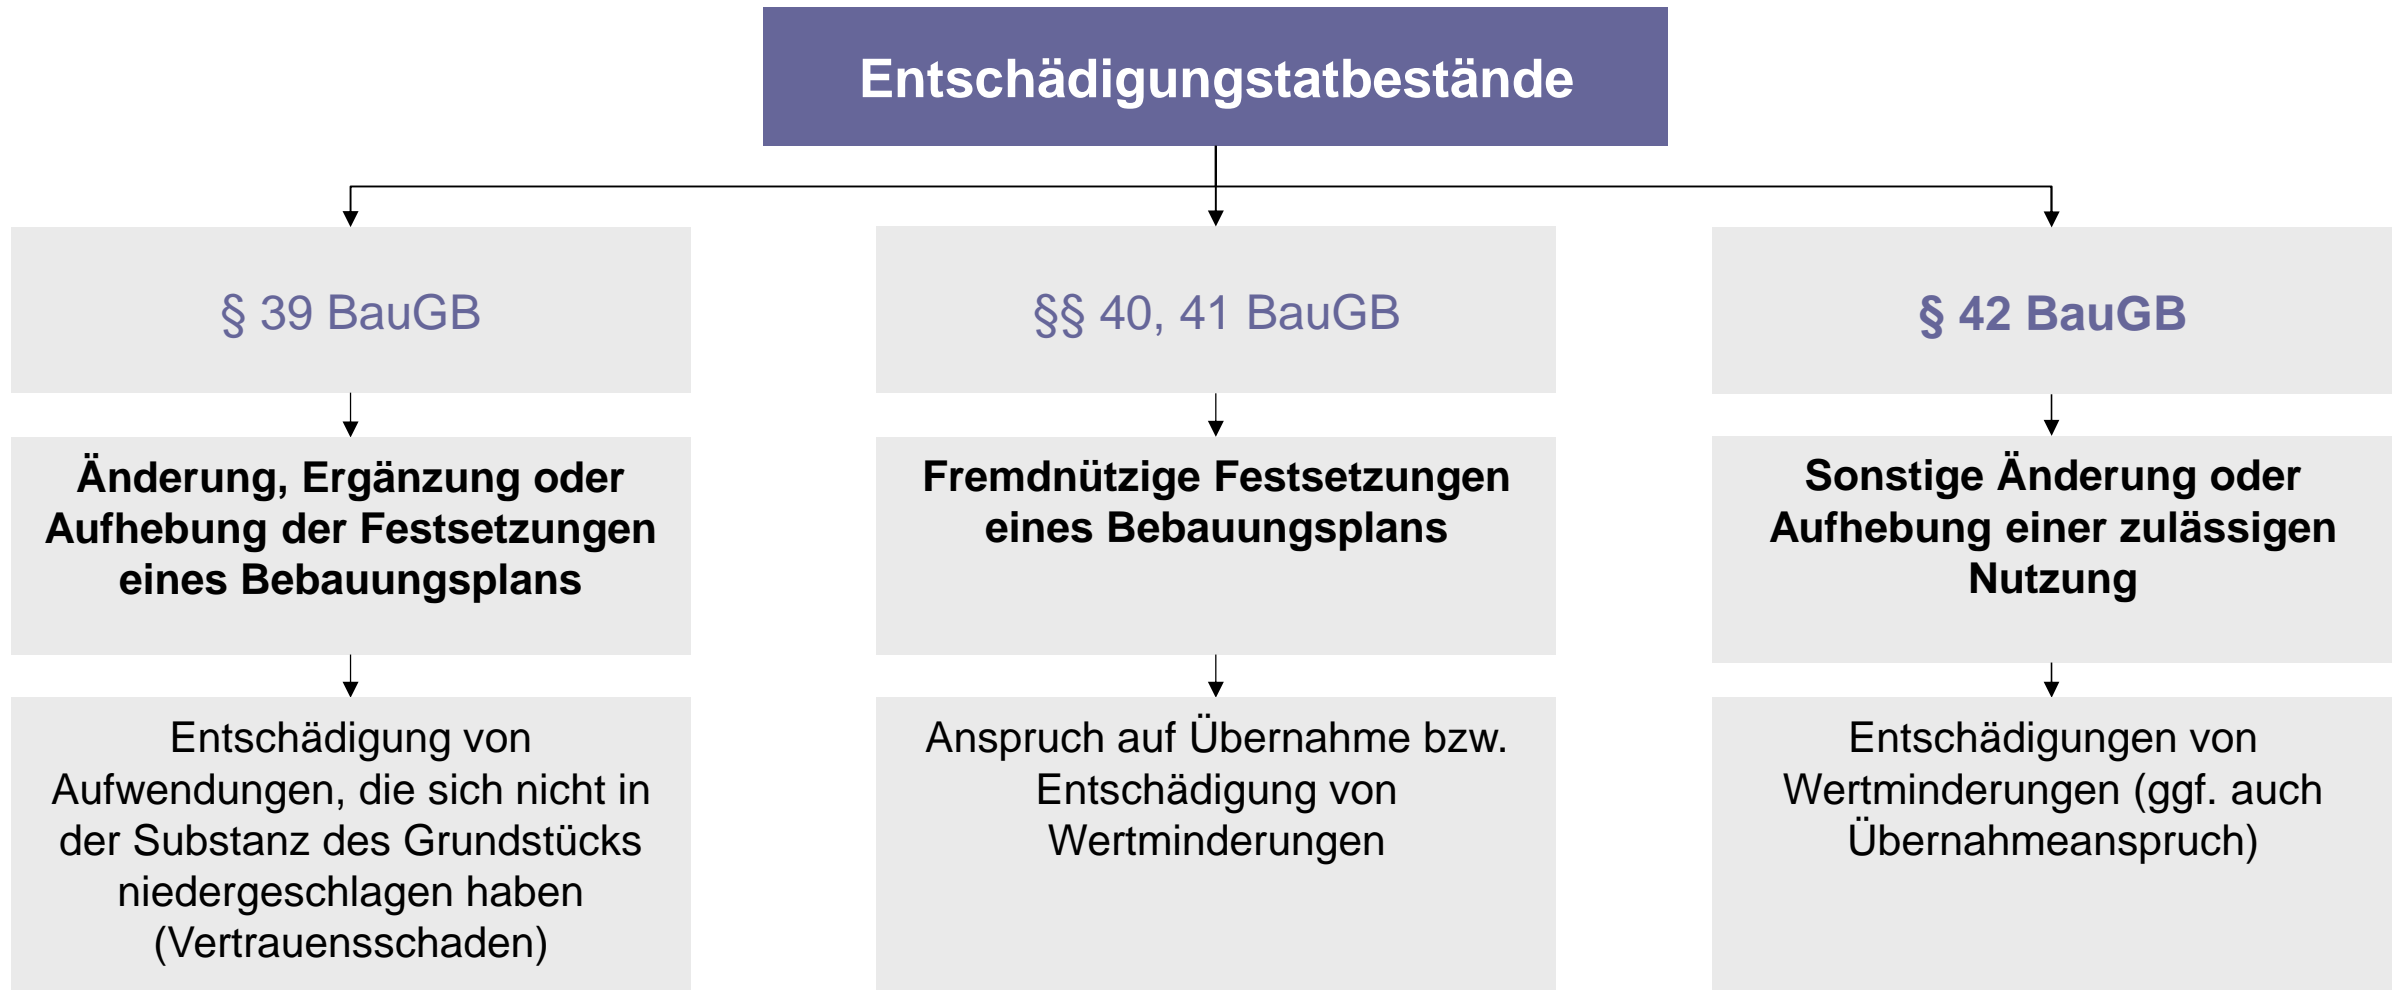 Entschädigungstatbestände
§ 39 BauGB
Änderung, Ergänzung oder
Aufhebung der Festsetzungen
eines Bebauungsplans
Entschädigung von
Aufwendungen, die sich nicht in
der Substanz des Grundstücks
niedergeschlagen haben
(Vertrauensschaden)
§§ 40, 41 BauGB
Fremdnützige Festsetzungen
eines Bebauungsplans
Anspruch auf Übernahme bzw.
Entschädigung von
Wertminderungen
§ 42 BauGB
Sonstige Änderung oder
Aufhebung einer zulässigen
Nutzung
Entschädigungen von
Wertminderungen (ggf. auch
Übernahmeanspruch)